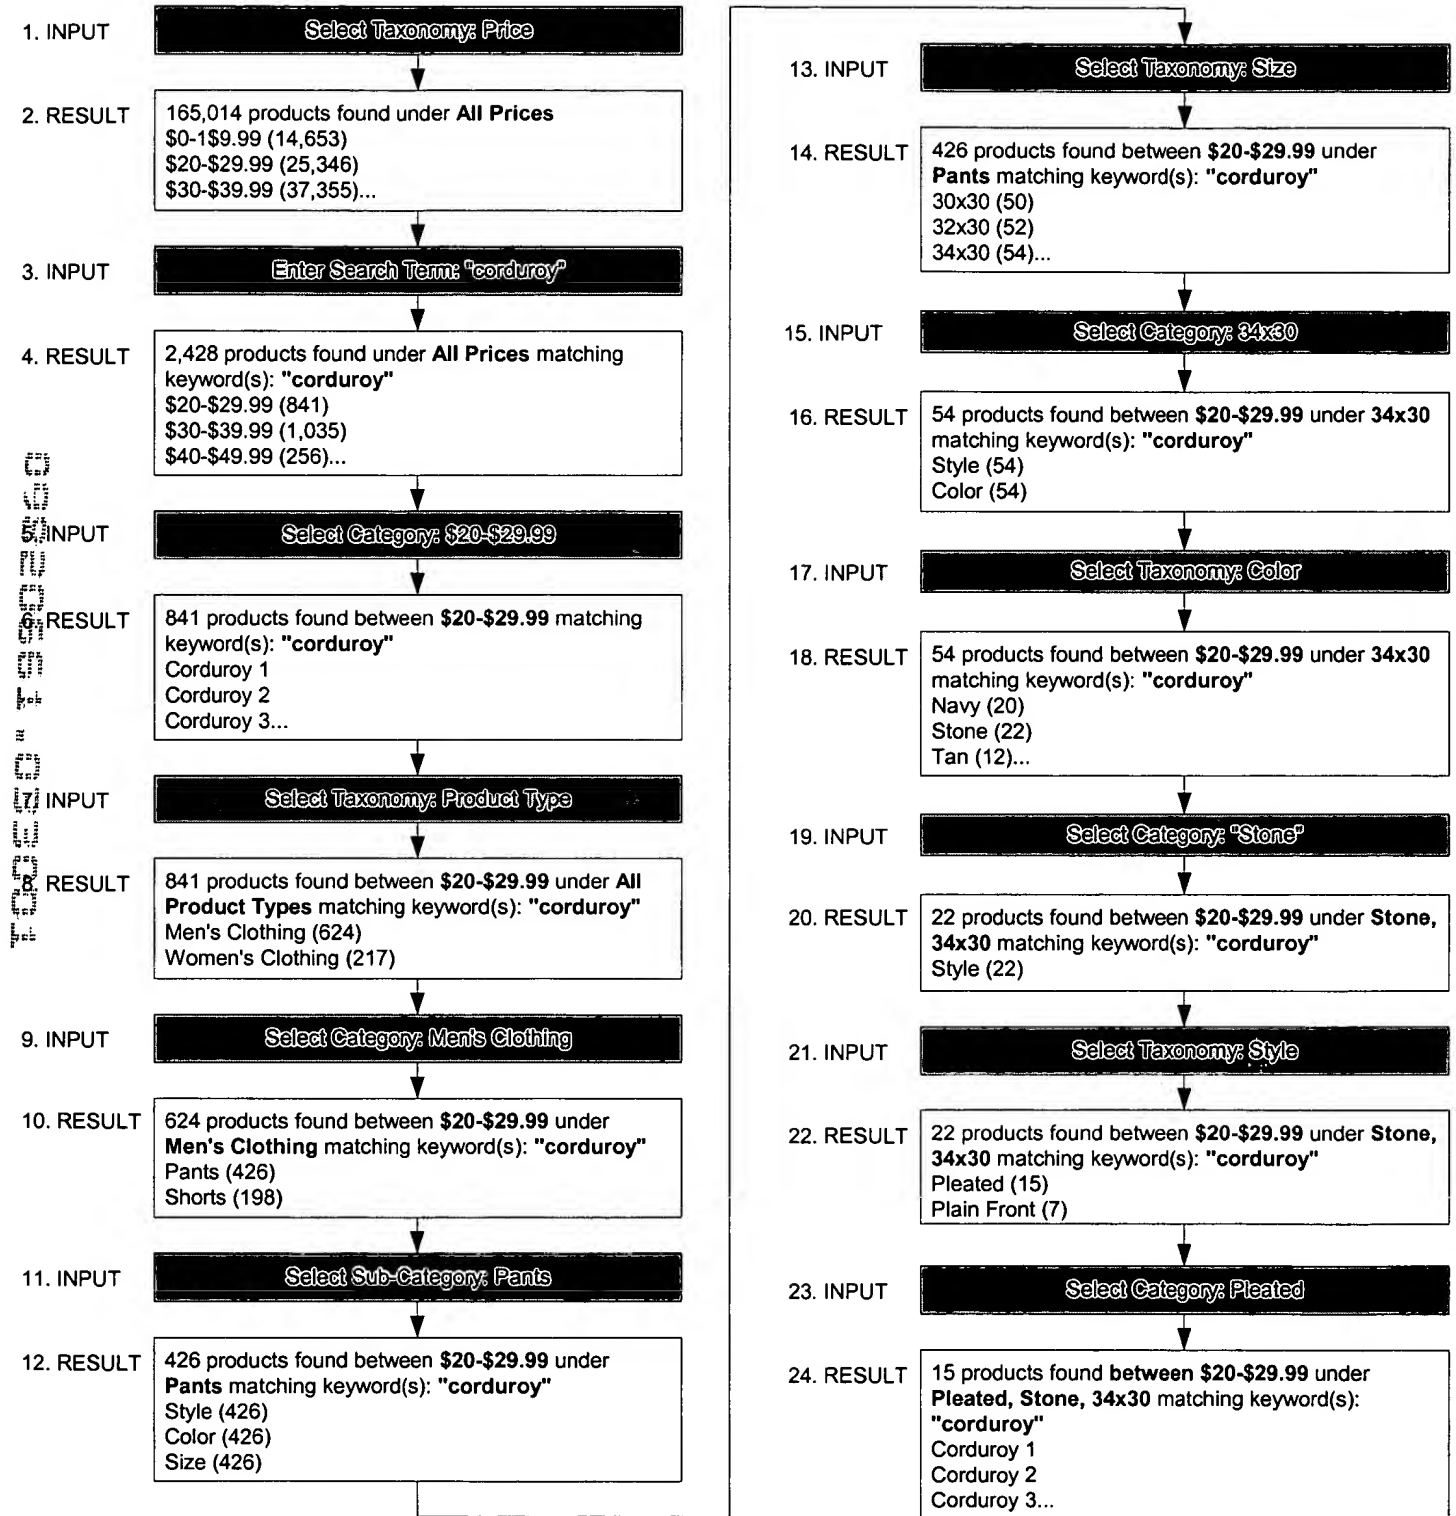 1. INPUT
Select Taxonomy: Price
2. RESULT
165,014 products found under All Prices
$0-1$9.99 (14,653)
$20-$29.99 (25,346)
$30-$39.99 (37,355)...
3. INPUT
Enter Search Term: "corduroy"
4. RESULT
2,428 products found under All Prices matching
keyword(s): "corduroy"
$20-$29.99 (841)
$30-$39.99 (1,035)
$40-$49.99 (256)...
5. INPUT
Select Category: $20-$29.99
6. RESULT
841 products found between $20-$29.99 matching
keyword(s): "corduroy"
Corduroy 1
Corduroy 2
Corduroy 3...
7. INPUT
Select Taxonomy: Product Type
8. RESULT
841 products found between $20-$29.99 under All
Product Types matching keyword(s): "corduroy"
Men's Clothing (624)
Women's Clothing (217)
9. INPUT
Select Category: Men's Clothing
10. RESULT
624 products found between $20-$29.99 under
Men's Clothing matching keyword(s): "corduroy"
Pants (426)
Shorts (198)
11. INPUT
Select Sub-Category: Pants
12. RESULT
426 products found between $20-$29.99 under
Pants matching keyword(s): "corduroy"
Style (426)
Color (426)
Size (426)
13. INPUT
Select Taxonomy: Size
14. RESULT
426 products found between $20-$29.99 under
Pants matching keyword(s): "corduroy"
30x30 (50)
32x30 (52)
34x30 (54)...
15. INPUT
Select Category: 34x30
16. RESULT
54 products found between $20-$29.99 under 34x30
matching keyword(s): "corduroy"
Style (54)
Color (54)
17. INPUT
Select Taxonomy: Color
18. RESULT
54 products found between $20-$29.99 under 34x30
matching keyword(s): "corduroy"
Navy (20)
Stone (22)
Tan (12)...
19. INPUT
Select Category: "Stone"
20. RESULT
22 products found between $20-$29.99 under Stone,
34x30 matching keyword(s): "corduroy"
Style (22)
21. INPUT
Select Taxonomy: Style
22. RESULT
22 products found between $20-$29.99 under Stone,
34x30 matching keyword(s): "corduroy"
Pleated (15)
Plain Front (7)
23. INPUT
Select Category: Pleated
24. RESULT
15 products found between $20-$29.99 under
Pleated, Stone, 34x30 matching keyword(s):
"corduroy"
Corduroy 1
Corduroy 2
Corduroy 3...